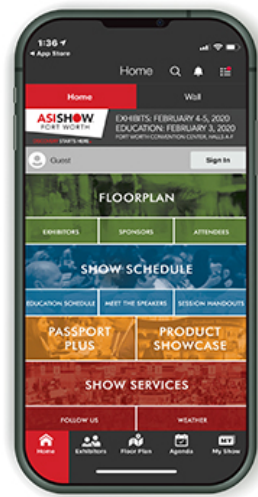 1:36
App Store
Home
Home Wall
ASISHOW
FORT WORTH
STARTS HERE
EXHIBITS: FEBRUARY 4-5, 2020
EDUCATION: FEBRUARY 3, 2020
FORT WORTH CONVENTION CENTER, HALLS A-F
Guest Sign In
FLOORPLAN
EXHIBITORS SPONSORS ATTENDEES
SHOW SCHEDULE
EDUCATION SCHEDULE MEET THE SPEAKERS SESSION HANDOUTS
PASSPORT PLUS
PRODUCT SHOWCASE
SHOW SERVICES
FOLLOW US WEATHER
Home Exhibitors Floor Plan Agenda My Show